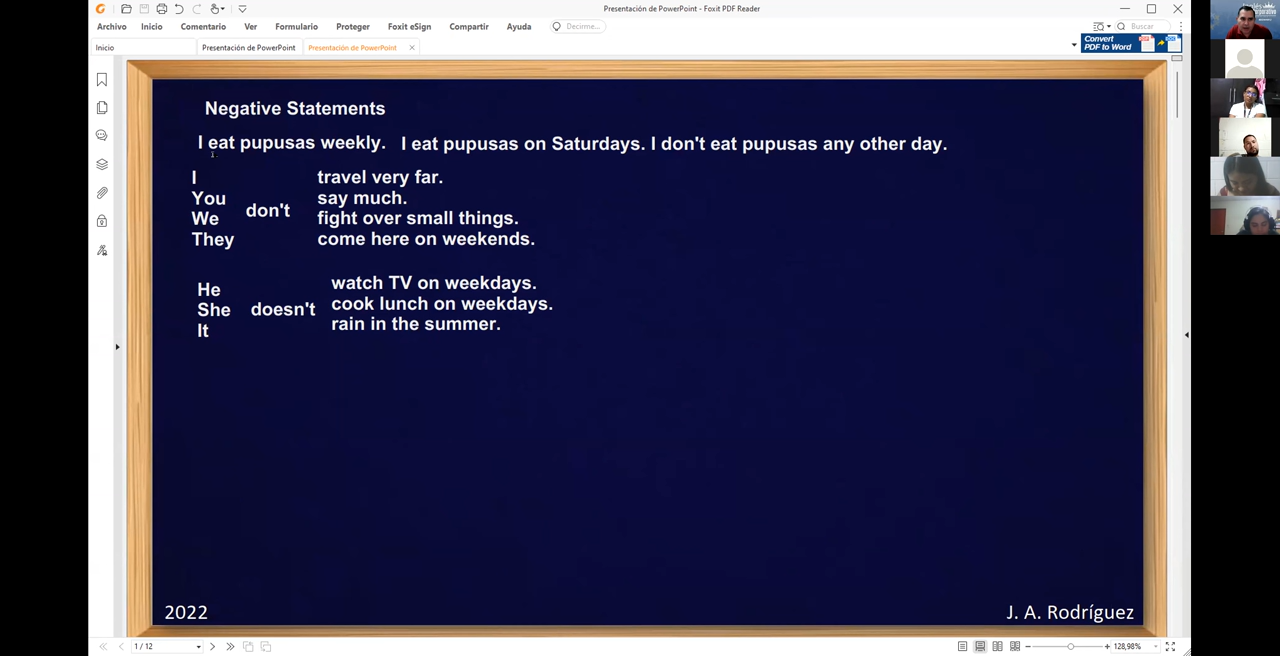 Presentación de PowerPoint - Foxit PDF Reader
Archivo Inicio Comentario Ver Formulario Proteger Foxit eSign Compartir Ayuda Decirme... Buscar
Inicio Presentación de PowerPoint Presentación de PowerPoint
Convert
PDF to Word
Negative Statements
I eat pupusas weekly. I eat pupusas on Saturdays. I don't eat pupusas any other day.
I travel very far.
You say much.
don't
We fight over small things.
They come here on weekends.
He watch TV on weekdays.
She doesn't cook lunch on weekdays.
It rain in the summer.
2022 J. A. Rodríguez
1 / 12 128,98%